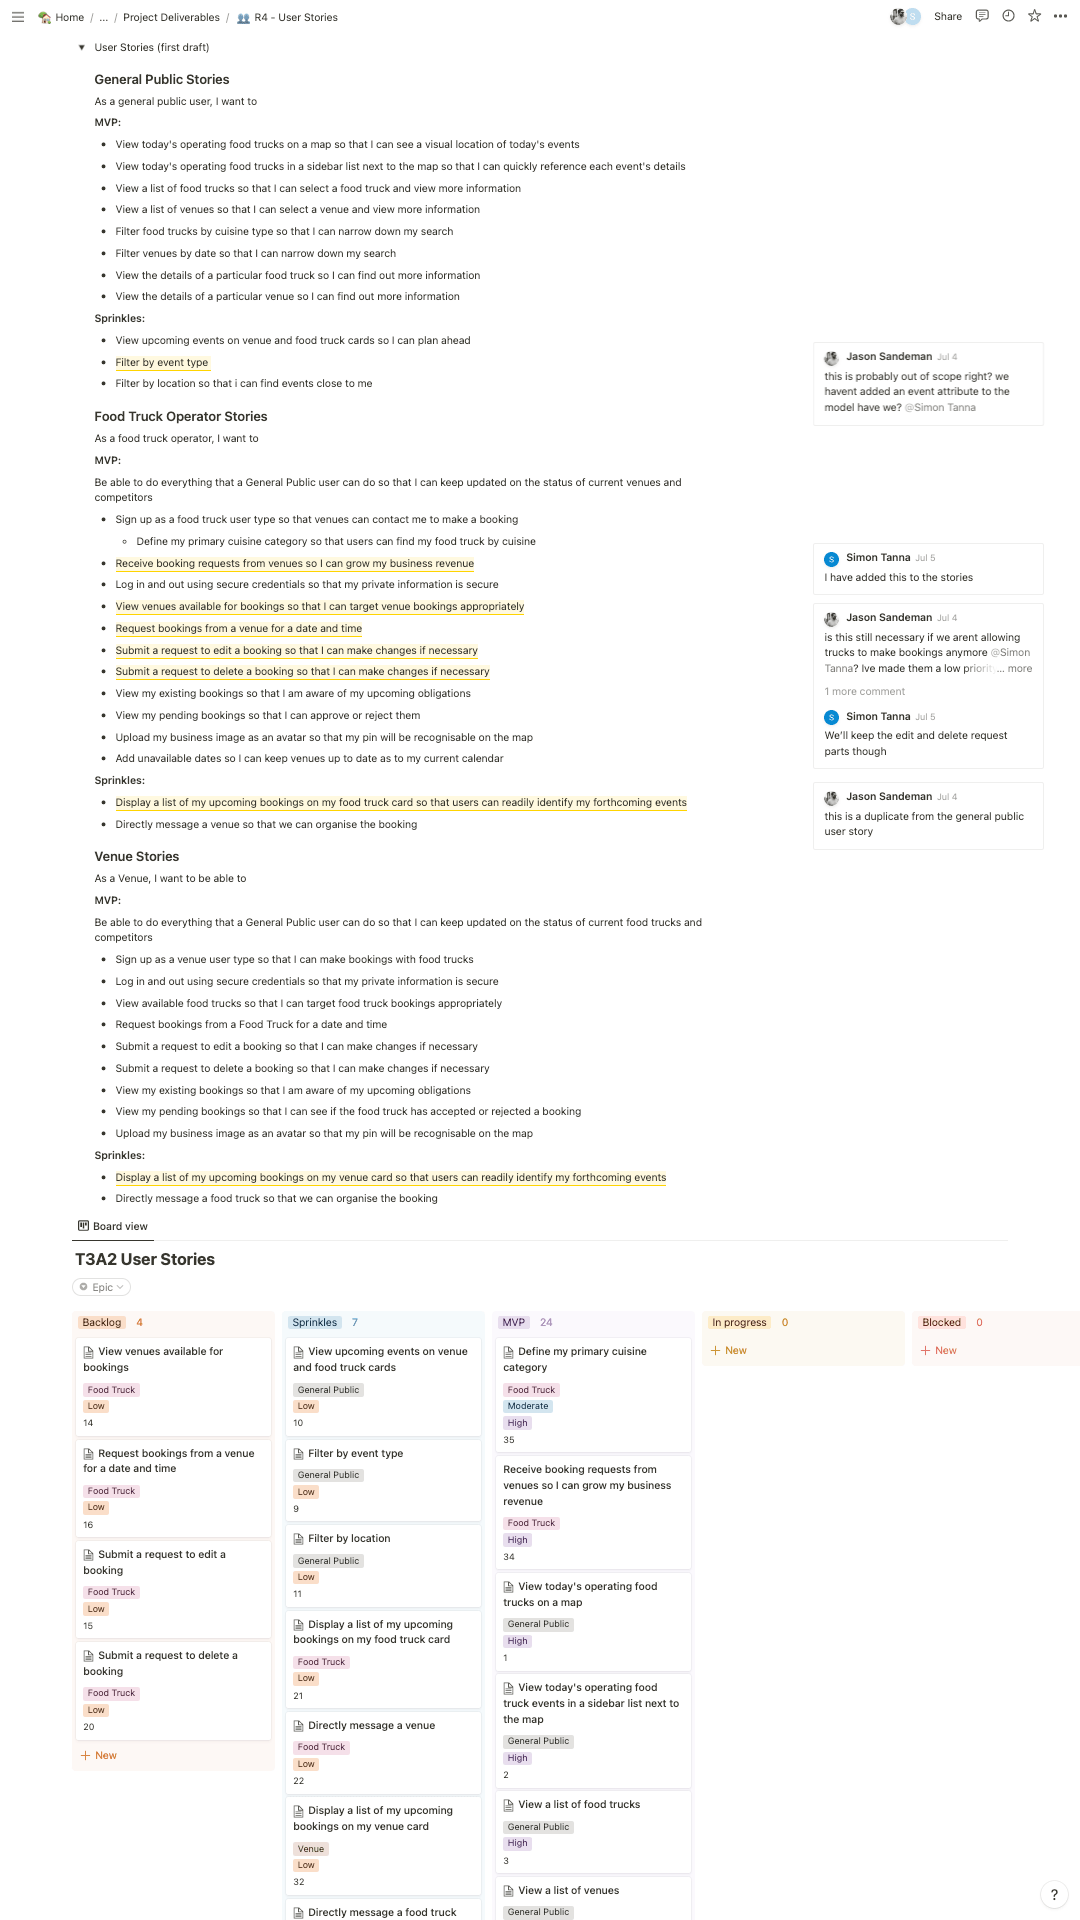 Home / ... / Project Deliverables / R4 - User Stories
S Share
User Stories (first draft)
General Public Stories
As a general public user, I want to
MVP:
View today's operating food trucks on a map so that I can see a visual location of today's events
View today's operating food trucks in a sidebar list next to the map so that I can quickly reference each event's details
View a list of food trucks so that I can select a food truck and view more information
View a list of venues so that I can select a venue and view more information
Filter food trucks by cuisine type so that I can narrow down my search
Filter venues by date so that I can narrow down my search
View the details of a particular food truck so I can find out more information
View the details of a particular venue so I can find out more information
Sprinkles:
View upcoming events on venue and food truck cards so I can plan ahead
Filter by event type
Filter by location so that i can find events close to me
Jason Sandeman Jul 4
this is probably out of scope right? we
havent added an event attribute to the
model have we? @Simon Tanna
Food Truck Operator Stories
As a food truck operator, I want to
MVP:
Be able to do everything that a General Public user can do so that I can keep updated on the status of current venues and
competitors
Sign up as a food truck user type so that venues can contact me to make a booking
Define my primary cuisine category so that users can find my food truck by cuisine
Receive booking requests from venues so I can grow my business revenue
Log in and out using secure credentials so that my private information is secure
View venues available for bookings so that I can target venue bookings appropriately
Request bookings from a venue for a date and time
Submit a request to edit a booking so that I can make changes if necessary
Submit a request to delete a booking so that I can make changes if necessary
View my existing bookings so that I am aware of my upcoming obligations
View my pending bookings so that I can approve or reject them
Upload my business image as an avatar so that my pin will be recognisable on the map
Add unavailable dates so I can keep venues up to date as to my current calendar
S Simon Tanna Jul 5
I have added this to the stories
Jason Sandeman Jul 4
is this still necessary if we arent allowing
trucks to make bookings anymore @Simon
Tanna? Ive made them a low priorit... more
1 more comment
S Simon Tanna Jul 5
We'll keep the edit and delete request
parts though
Sprinkles:
Display a list of my upcoming bookings on my food truck card so that users can readily identify my forthcoming events
Directly message a venue so that we can organise the booking
Jason Sandeman Jul 4
this is a duplicate from the general public
user story
Venue Stories
As a Venue, I want to be able to
MVP:
Be able to do everything that a General Public user can do so that I can keep updated on the status of current food trucks and
competitors
Sign up as a venue user type so that I can make bookings with food trucks
Log in and out using secure credentials so that my private information is secure
View available food trucks so that I can target food truck bookings appropriately
Request bookings from a Food Truck for a date and time
Submit a request to edit a booking so that I can make changes if necessary
Submit a request to delete a booking so that I can make changes if necessary
View my existing bookings so that I am aware of my upcoming obligations
View my pending bookings so that I can see if the food truck has accepted or rejected a booking
Upload my business image as an avatar so that my pin will be recognisable on the map
Sprinkles:
Display a list of my upcoming bookings on my venue card so that users can readily identify my forthcoming events
Directly message a food truck so that we can organise the booking
Board view
T3A2 User Stories
Epic
Backlog 4
View venues available for
bookings
Food Truck
Low
14
Request bookings from a venue
for a date and time
Food Truck
Low
16
Submit a request to edit a
booking
Food Truck
Low
15
Submit a request to delete a
booking
Food Truck
Low
20
+ New
Sprinkles 7
View upcoming events on venue
and food truck cards
General Public
Low
10
Filter by event type
General Public
Low
9
Filter by location
General Public
Low
11
Display a list of my upcoming
bookings on my food truck card
Food Truck
Low
21
Directly message a venue
Food Truck
Low
22
Display a list of my upcoming
bookings on my venue card
Venue
Low
32
Directly message a food truck
MVP 24
Define my primary cuisine
category
Food Truck
Moderate
High
35
Receive booking requests from
venues so I can grow my business
revenue
Food Truck
High
34
View today's operating food
trucks on a map
General Public
High
1
View today's operating food
truck events in a sidebar list next to
the map
General Public
High
2
View a list of food trucks
General Public
High
3
View a list of venues
General Public
In progress 0
+ New
Blocked 0
+ New
?